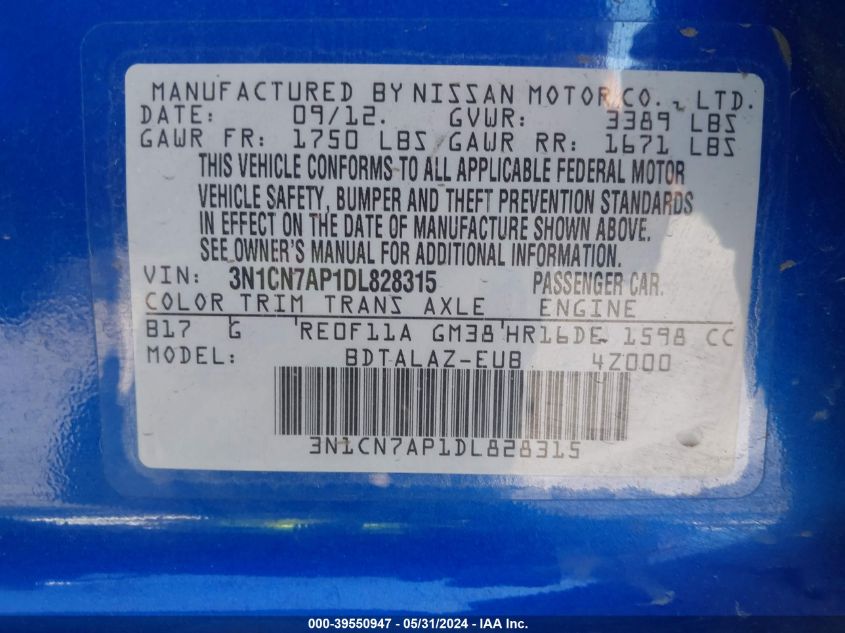 MANUFACTURED BY NISSAN MOTOR CO., LTD.
DATE: 09/12. GVWR: 3389 LBS
GAWR FR: 1750 LBS GAWR RR: 1671 LBS
THIS VEHICLE CONFORMS TO ALL APPLICABLE FEDERAL MOTOR
VEHICLE SAFETY, BUMPER AND THEFT PREVENTION STANDARDS
IN EFFECT ON THE DATE OF MANUFACTURE SHOWN ABOVE.
SEE OWNER'S MANUAL FOR ADDITIONAL INFORMATION.
VIN: 3N1CN7AP1DL828315 PASSENGER CAR.
COLOR TRIM TRANS AXLE ENGINE
B17 G RE0F11A GM38 HR16DE 1598 CC
MODEL: BDTALAZ-EUB 4Z000
3N1CN7AP1DL828315
000-39550947 - 05/31/2024 - IAA Inc.